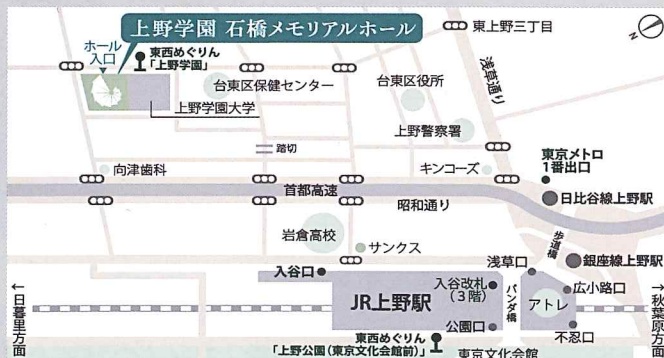 上野学園 石橋メモリアルホール
ホール
入口
東西めぐりん
「上野学園」
上野学園大学
台東区保健センター
台東区役所
上野警察署
東上野三丁目
浅草通り
N
踏切
向津歯科
キンコーズ
東京メトロ
1番出口
首都高速
日比谷線上野駅
昭和通り
岩倉高校
サンクス
歩道橋
銀座線上野駅
入谷口
浅草口
入谷改札
(3階)
パンダ橋
アトレ
広小路口
JR上野駅
公園口
不忍口
←日暮里方面
→秋葉原方面
東西めぐりん
「上野公園(東京文化会館前)」
東京文化会館